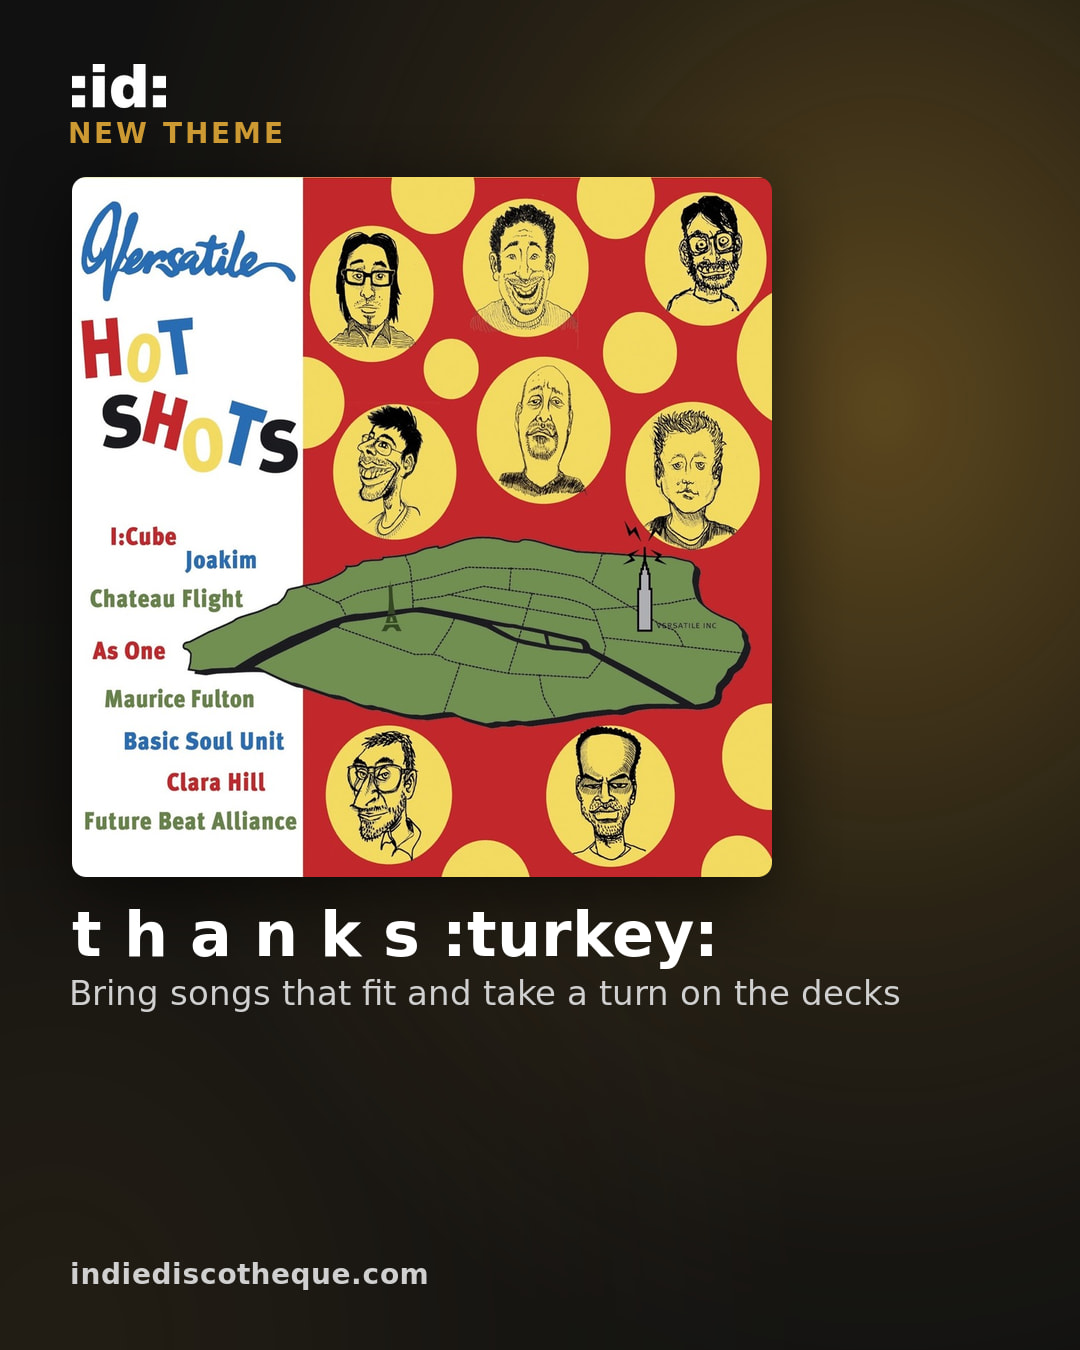 :id:
NEW THEME
Versatile
HOT
SHOTS
I:Cube
Joakim
Chateau Flight
As One
Maurice Fulton
Basic Soul Unit
Clara Hill
Future Beat Alliance
VERSATILE INC
t h a n k s :turkey:
Bring songs that fit and take a turn on the decks
indiediscotheque.com